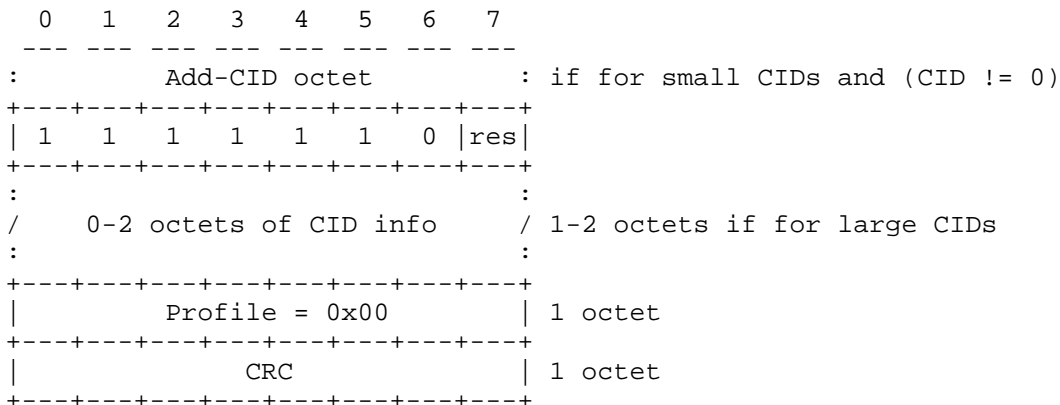 0   1   2   3   4   5   6   7
 --- --- --- --- --- --- --- ---
:         Add-CID octet         : if for small CIDs and (CID != 0)
+---+---+---+---+---+---+---+---+
| 1   1   1   1   1   1   0 |res|
+---+---+---+---+---+---+---+---+
:                               :
/    0-2 octets of CID info     / 1-2 octets if for large CIDs
:                               :
+---+---+---+---+---+---+---+---+
|         Profile = 0x00        | 1 octet
+---+---+---+---+---+---+---+---+
|              CRC              | 1 octet
+---+---+---+---+---+---+---+---+